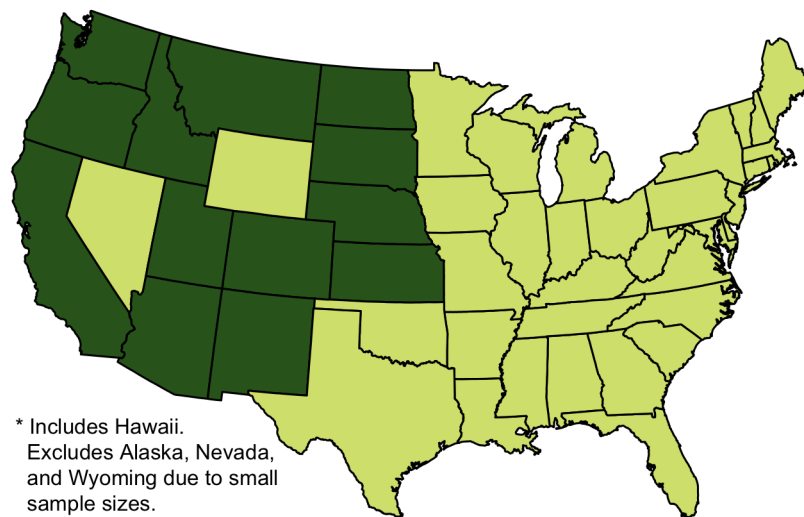 * Includes Hawaii.
Excludes Alaska, Nevada,
and Wyoming due to small
sample sizes.